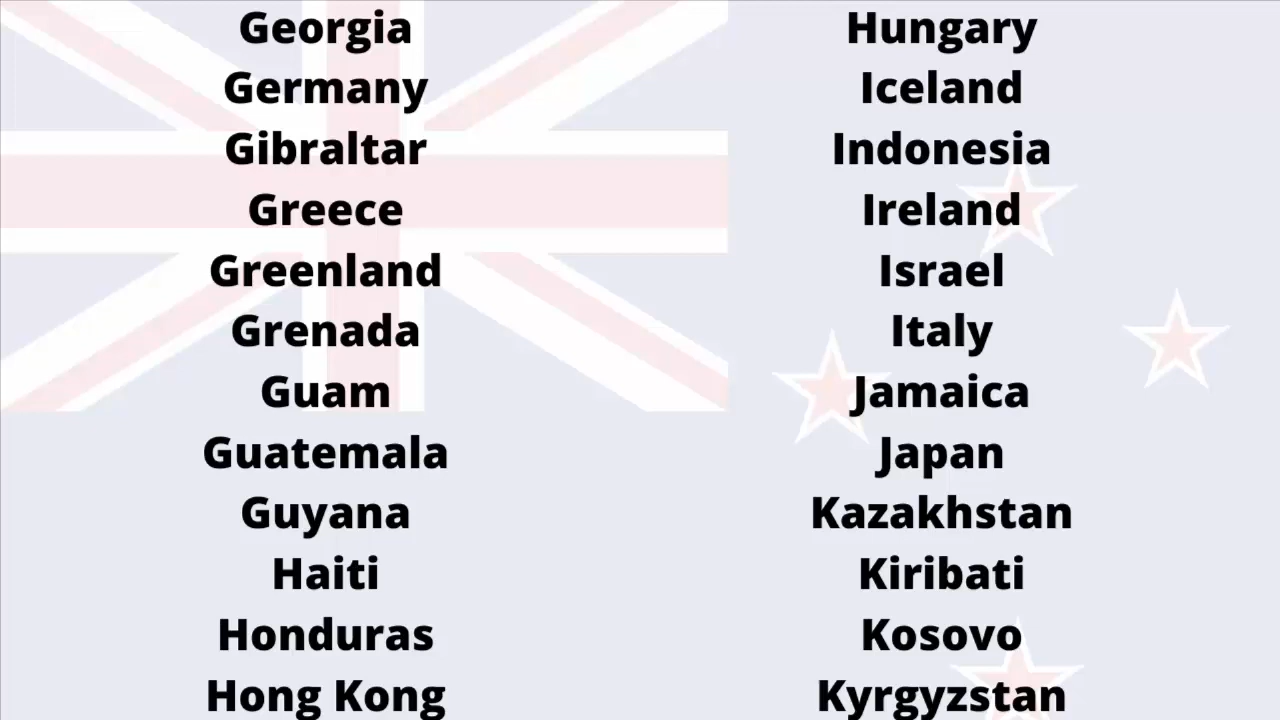 Georgia
Germany
Gibraltar
Greece
Greenland
Grenada
Guam
Guatemala
Guyana
Haiti
Honduras
Hong Kong
Hungary
Iceland
Indonesia
Ireland
Israel
Italy
Jamaica
Japan
Kazakhstan
Kiribati
Kosovo
Kyrgyzstan